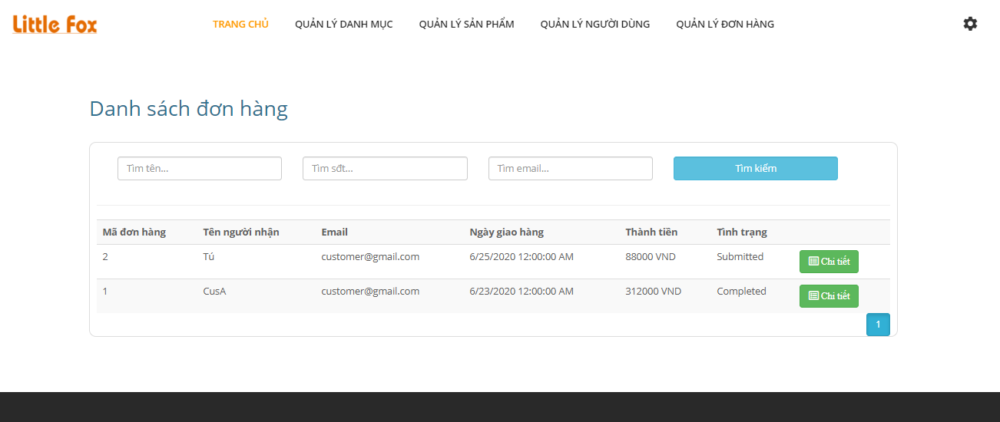 Little Fox TRANG CHỦ QUẢN LÝ DANH MỤC QUẢN LÝ SẢN PHẨM QUẢN LÝ NGƯỜI DÙNG QUẢN LÝ ĐƠN HÀNG
Danh sách đơn hàng
Tìm tên... Tìm sđt... Tìm email... Tìm kiếm
Mã đơn hàng Tên người nhận Email Ngày giao hàng Thành tiền Tình trạng
2 Tú customer@gmail.com 6/25/2020 12:00:00 AM 88000 VND Submitted Chi tiết
1 CusA customer@gmail.com 6/23/2020 12:00:00 AM 312000 VND Completed Chi tiết
1